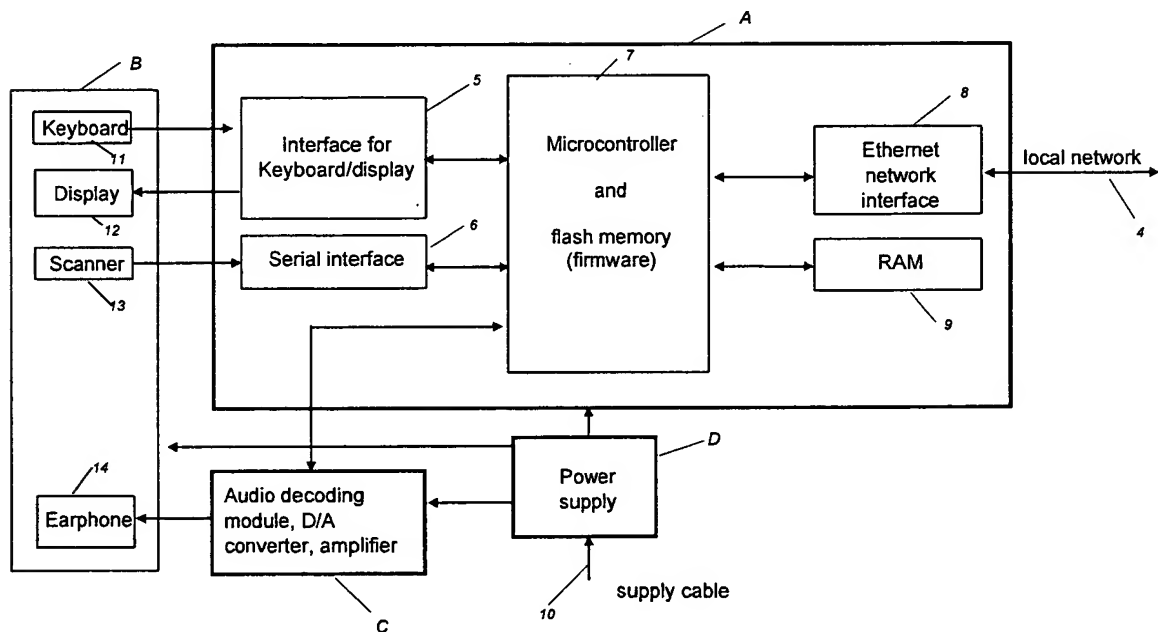 A
B
7
5
8
Keyboard
11
Interface for
Keyboard/display
Microcontroller
and
flash memory
(firmware)
Ethernet
network
interface
local network
4
Display
12
6
Scanner
13
Serial interface
RAM
9
D
14
Earphone
Audio decoding
module, D/A
converter, amplifier
Power
supply
10
supply cable
C